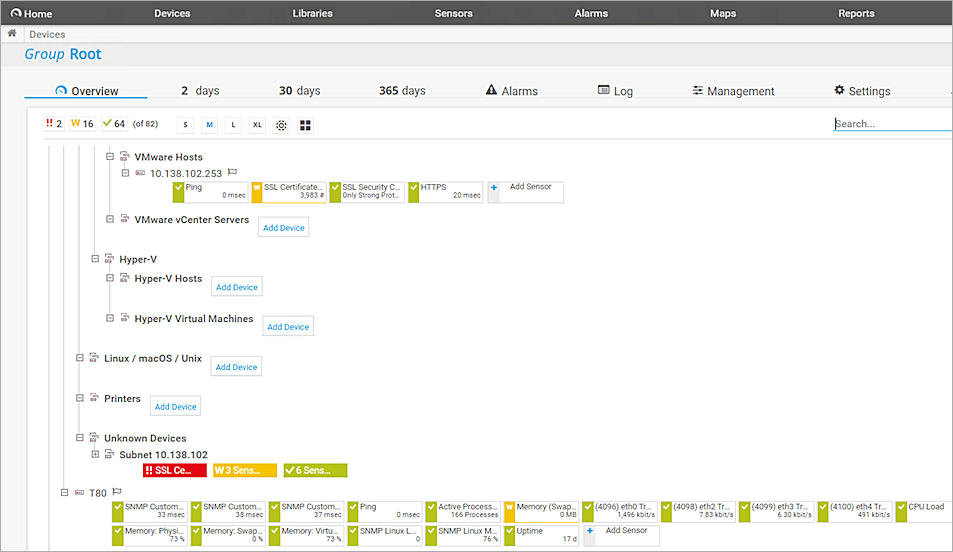 Home Devices Libraries Sensors Alarms Maps Reports
Devices
Group Root
Overview 2 days 30 days 365 days Alarms Log Management Settings
!! 2 W 16 64 (of 82) S M L XL Search...
VMware Hosts
10.138.102.253
Ping SSL Certificate... SSL Security C... HTTPS Add Sensor
0 msec 3,983 # Only Strong Prot... 20 msec
VMware vCenter Servers Add Device
Hyper-V
Hyper-V Hosts Add Device
Hyper-V Virtual Machines Add Device
Linux / macOS / Unix Add Device
Printers Add Device
Unknown Devices
Subnet 10.138.102
!! SSL Ce... W 3 Sens... 6 Sens...
T80
SNMP Custom... SNMP Custom... SNMP Custom... Ping Active Process... Memory (Swap... (4096) eth0 Tr... (4098) eth2 Tr... (4099) eth3 Tr... (4100) eth4 Tr... CPU Load
33 msec 38 msec 37 msec 0 msec 166 Processes 0 MB 1,496 kbit/s 7.83 kbit/s 6.30 kbit/s 491 kbit/s
Memory: Physi... Memory: Swap... Memory: Virtu... SNMP Linux L... SNMP Linux M... Uptime Add Sensor
73 % 0 % 73 % 0 76 % 17 d